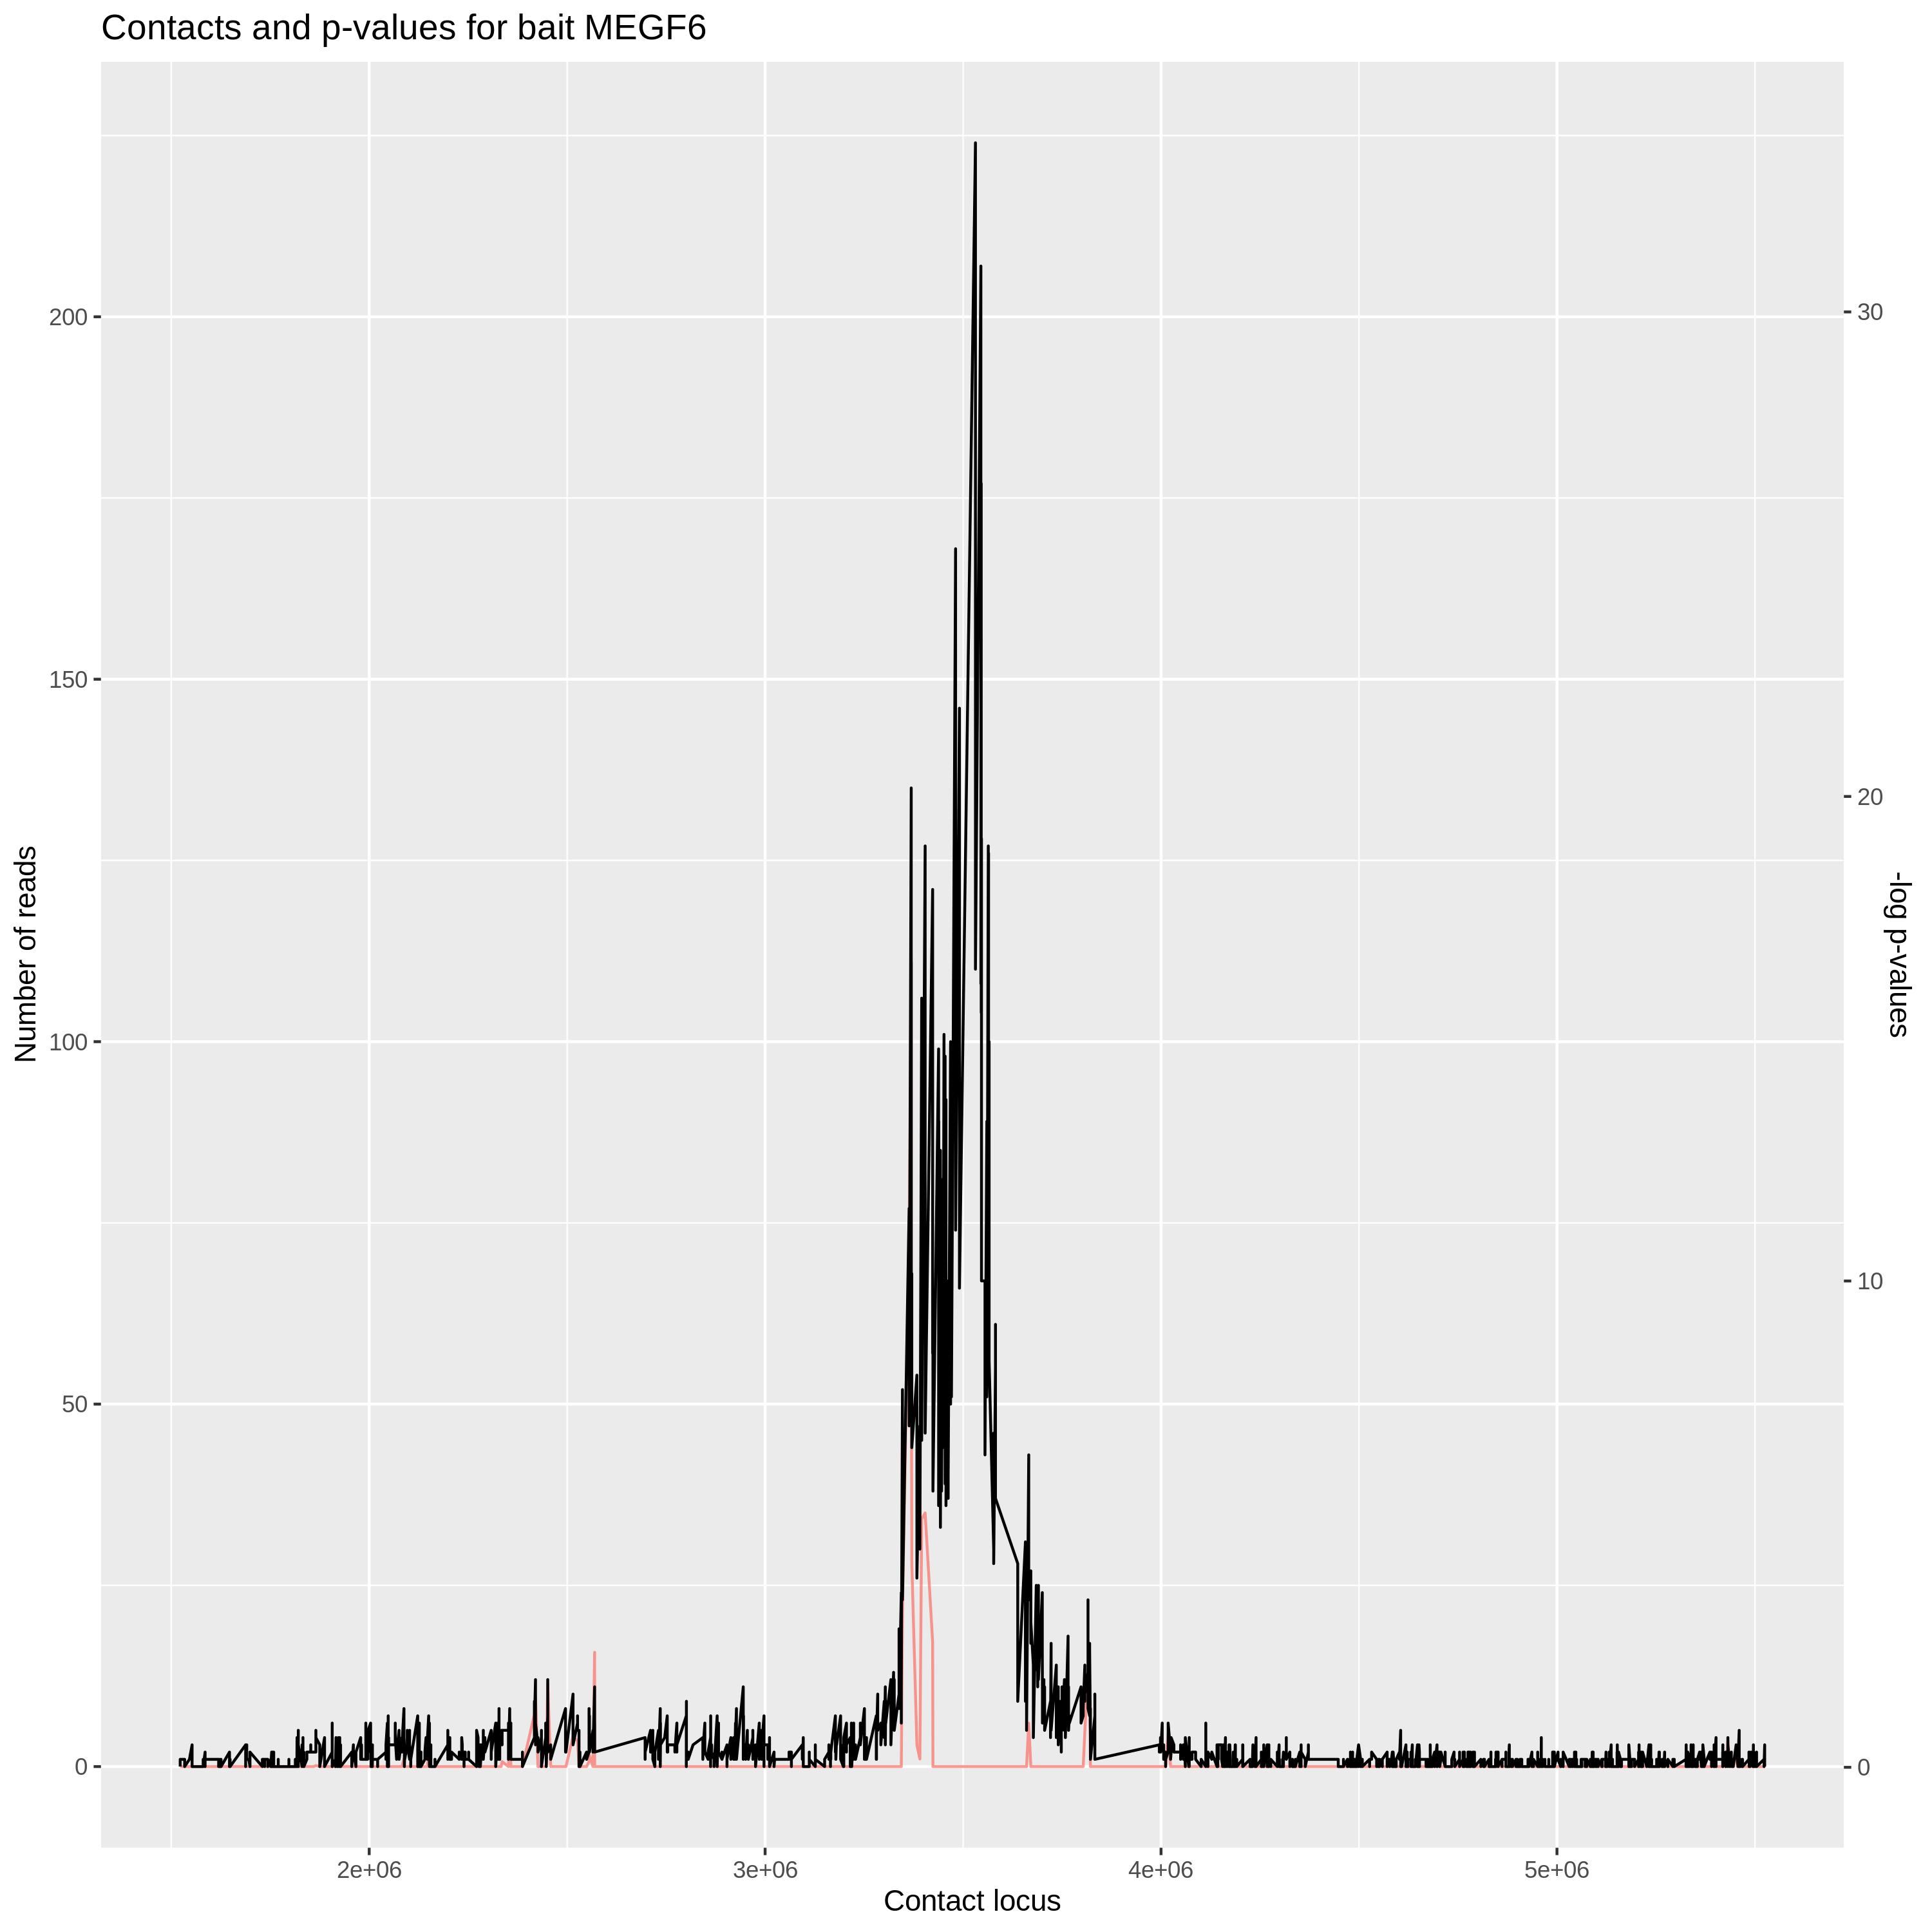 Contacts and p-values for bait MEGF6
200
150
100
50
0
30
20
10
0
Number of reads
-log p-values
2e+06
3e+06
4e+06
5e+06
Contact locus